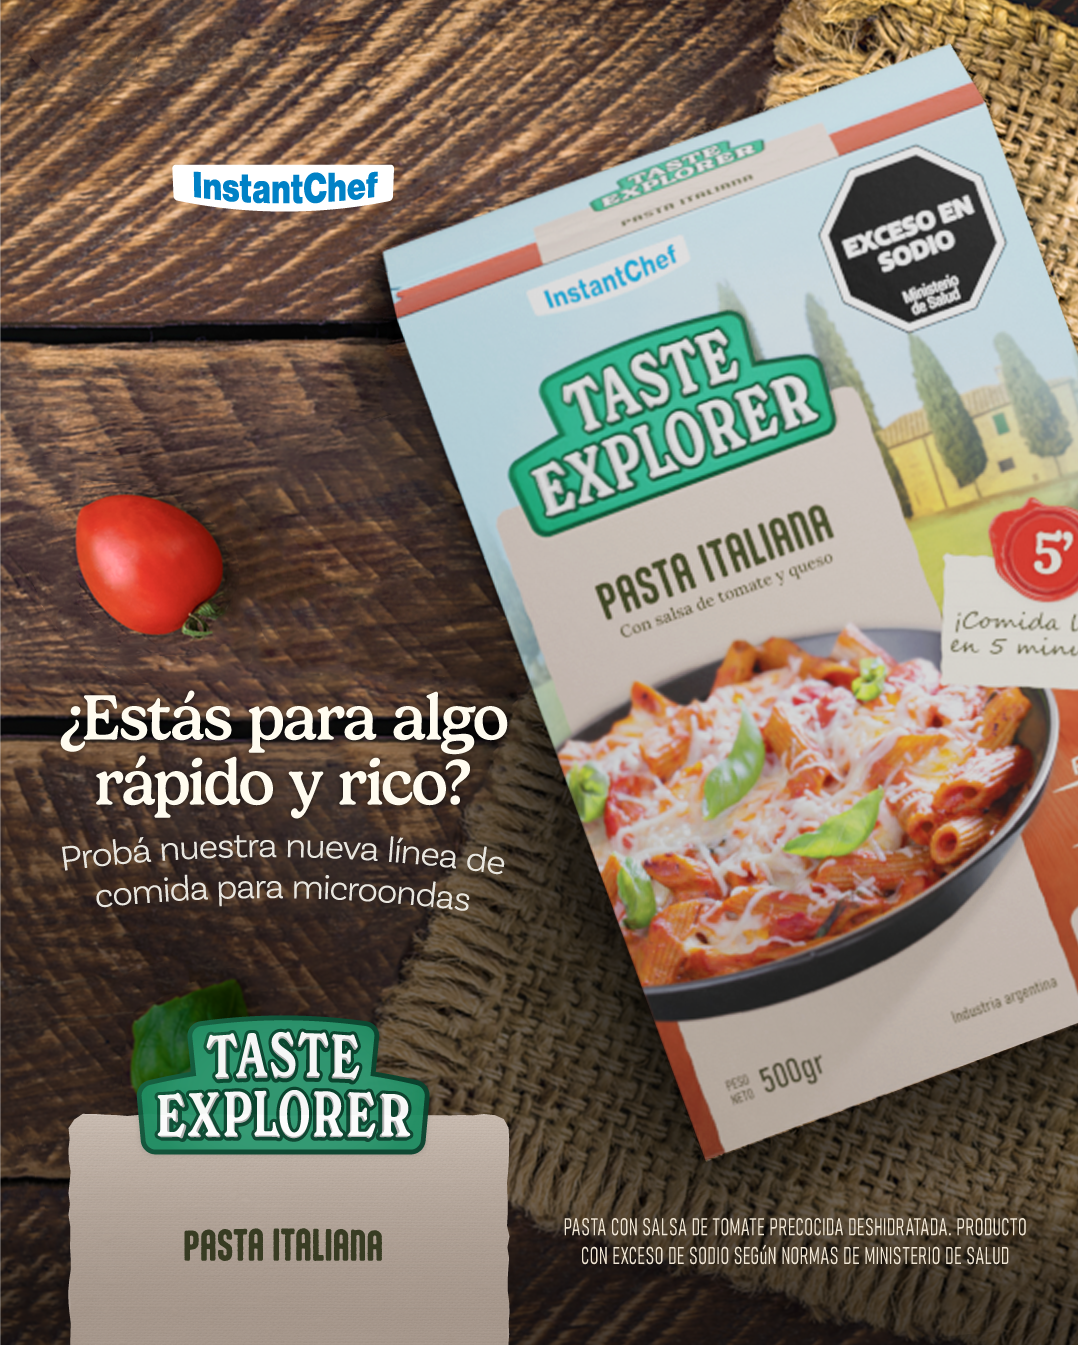 InstantChef
TASTE
EXPLORER
PASTA ITALIANA
InstantChef
EXCESO EN
SODIO
Ministerio
de Salud
TASTE
EXPLORER
PASTA ITALIANA
Con salsa de tomate y queso
5’
¡Comida
en 5
¿Estás para algo
rápido y rico?
Probá nuestra nueva línea de
comida para microondas
Industria argentina
PESO
NETO 500gr
TASTE
EXPLORER
PASTA ITALIANA
PASTA CON SALSA DE TOMATE PRECOCIDA DESHIDRATADA. PRODUCTO
CON EXCESO DE SODIO SEGúN NORMAS DE MINISTERIO DE SALUD